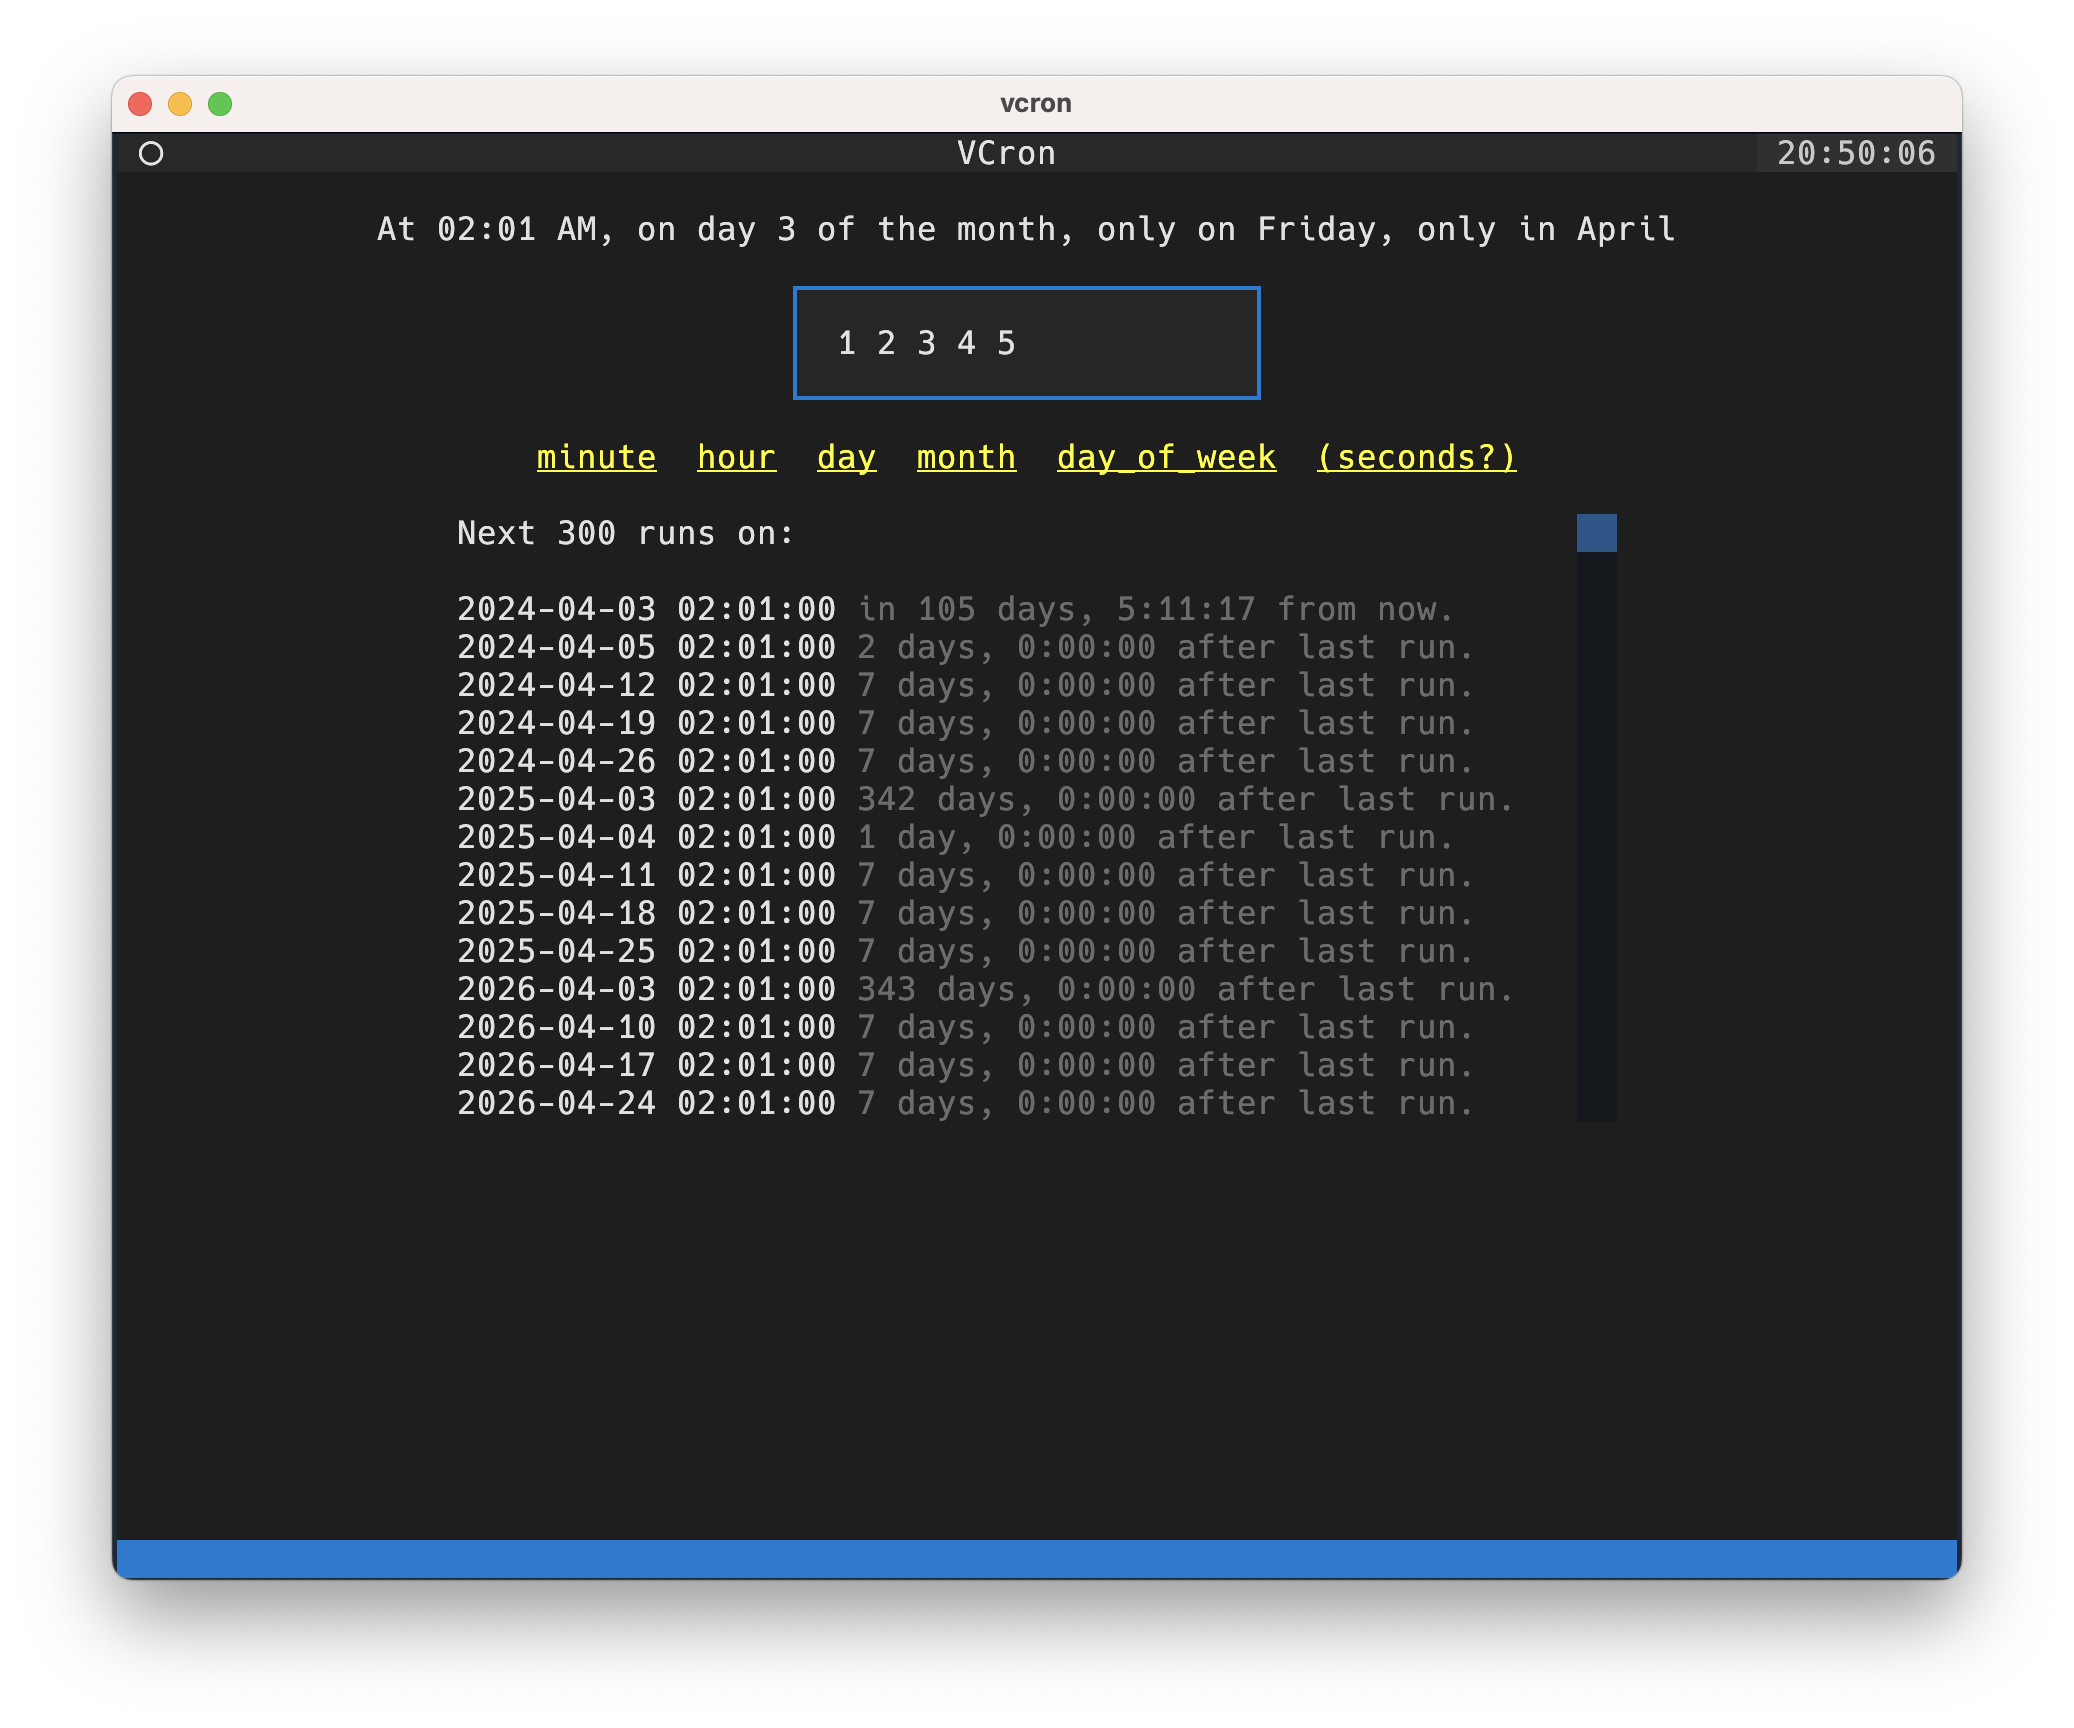 vcron
VCron 20:50:06
At 02:01 AM, on day 3 of the month, only on Friday, only in April
1 2 3 4 5
minute hour day month day_of_week (seconds?)
Next 300 runs on:
2024-04-03 02:01:00 in 105 days, 5:11:17 from now.
2024-04-05 02:01:00 2 days, 0:00:00 after last run.
2024-04-12 02:01:00 7 days, 0:00:00 after last run.
2024-04-19 02:01:00 7 days, 0:00:00 after last run.
2024-04-26 02:01:00 7 days, 0:00:00 after last run.
2025-04-03 02:01:00 342 days, 0:00:00 after last run.
2025-04-04 02:01:00 1 day, 0:00:00 after last run.
2025-04-11 02:01:00 7 days, 0:00:00 after last run.
2025-04-18 02:01:00 7 days, 0:00:00 after last run.
2025-04-25 02:01:00 7 days, 0:00:00 after last run.
2026-04-03 02:01:00 343 days, 0:00:00 after last run.
2026-04-10 02:01:00 7 days, 0:00:00 after last run.
2026-04-17 02:01:00 7 days, 0:00:00 after last run.
2026-04-24 02:01:00 7 days, 0:00:00 after last run.